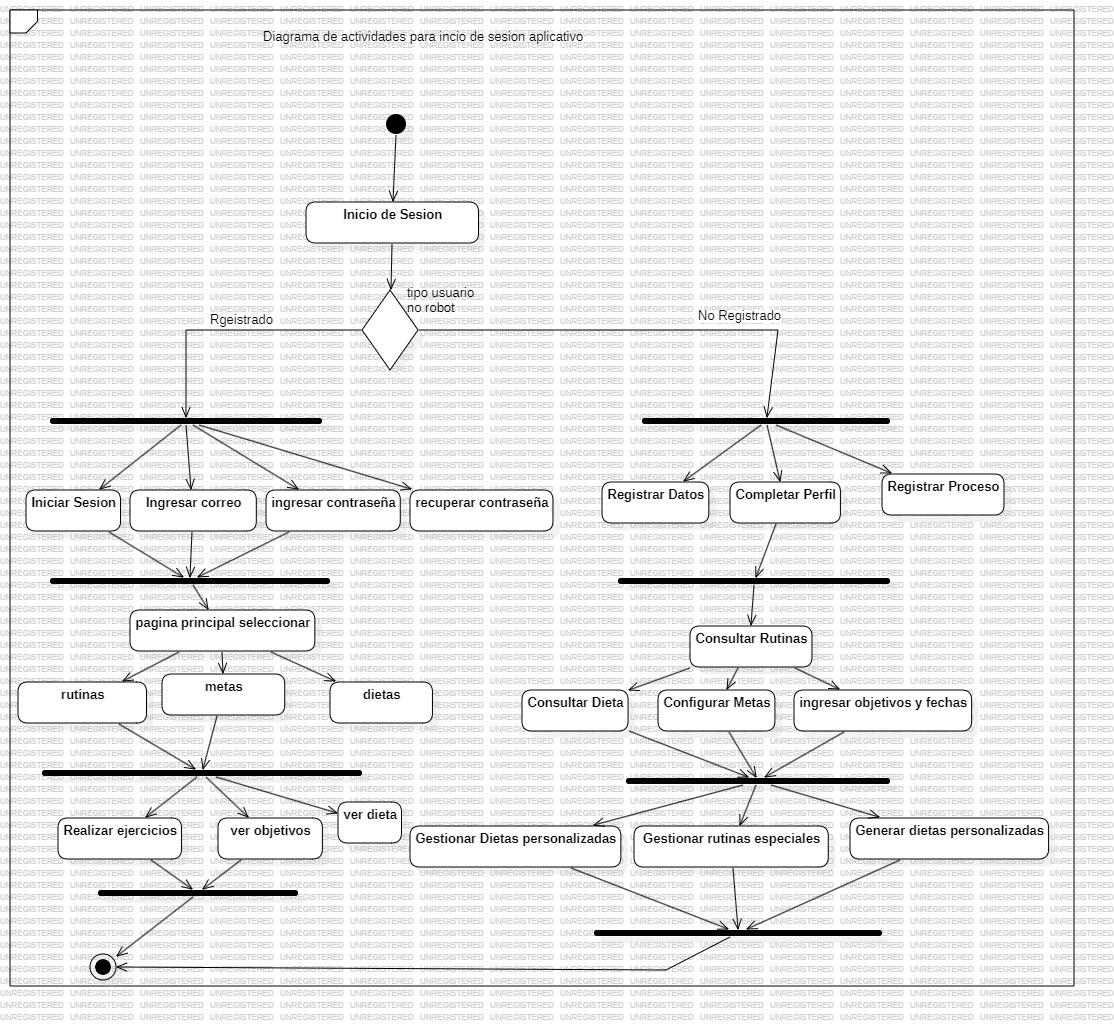 Diagrama de actividades para incio de sesion aplicativo
Inicio de Sesion
tipo usuario
no robot
Rgeistrado
No Registrado
Iniciar Sesion
Ingresar correo
ingresar contraseña
recuperar contraseña
Registrar Datos
Completar Perfil
Registrar Proceso
pagina principal seleccionar
Consultar Rutinas
rutinas
metas
dietas
Consultar Dieta
Configurar Metas
ingresar objetivos y fechas
Realizar ejercicios
ver objetivos
ver dieta
Gestionar Dietas personalizadas
Gestionar rutinas especiales
Generar dietas personalizadas
UNREGISTERED